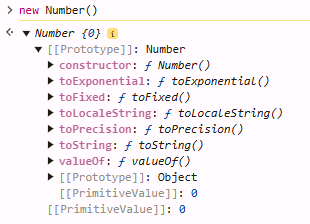 > new Number()
<· ▼ Number {0} i
▼ [[Prototype]]: Number
▶ constructor: ƒ Number()
▶ toExponential: ƒ toExponential()
▶ toFixed: ƒ toFixed()
▶ toLocaleString: ƒ toLocaleString()
▶ toPrecision: ƒ toPrecision()
▶ toString: ƒ toString()
▶ valueOf: ƒ valueOf()
▶ [[Prototype]]: Object
[[PrimitiveValue]]: 0
[[PrimitiveValue]]: 0